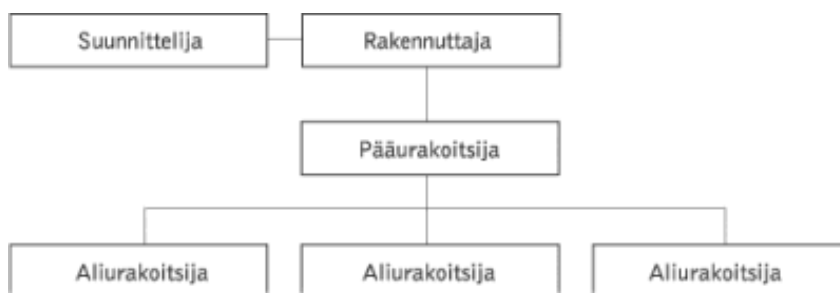 Suunnittelija
Rakennuttaja
Pääurakoitsija
Aliurakoitsija
Aliurakoitsija
Aliurakoitsija